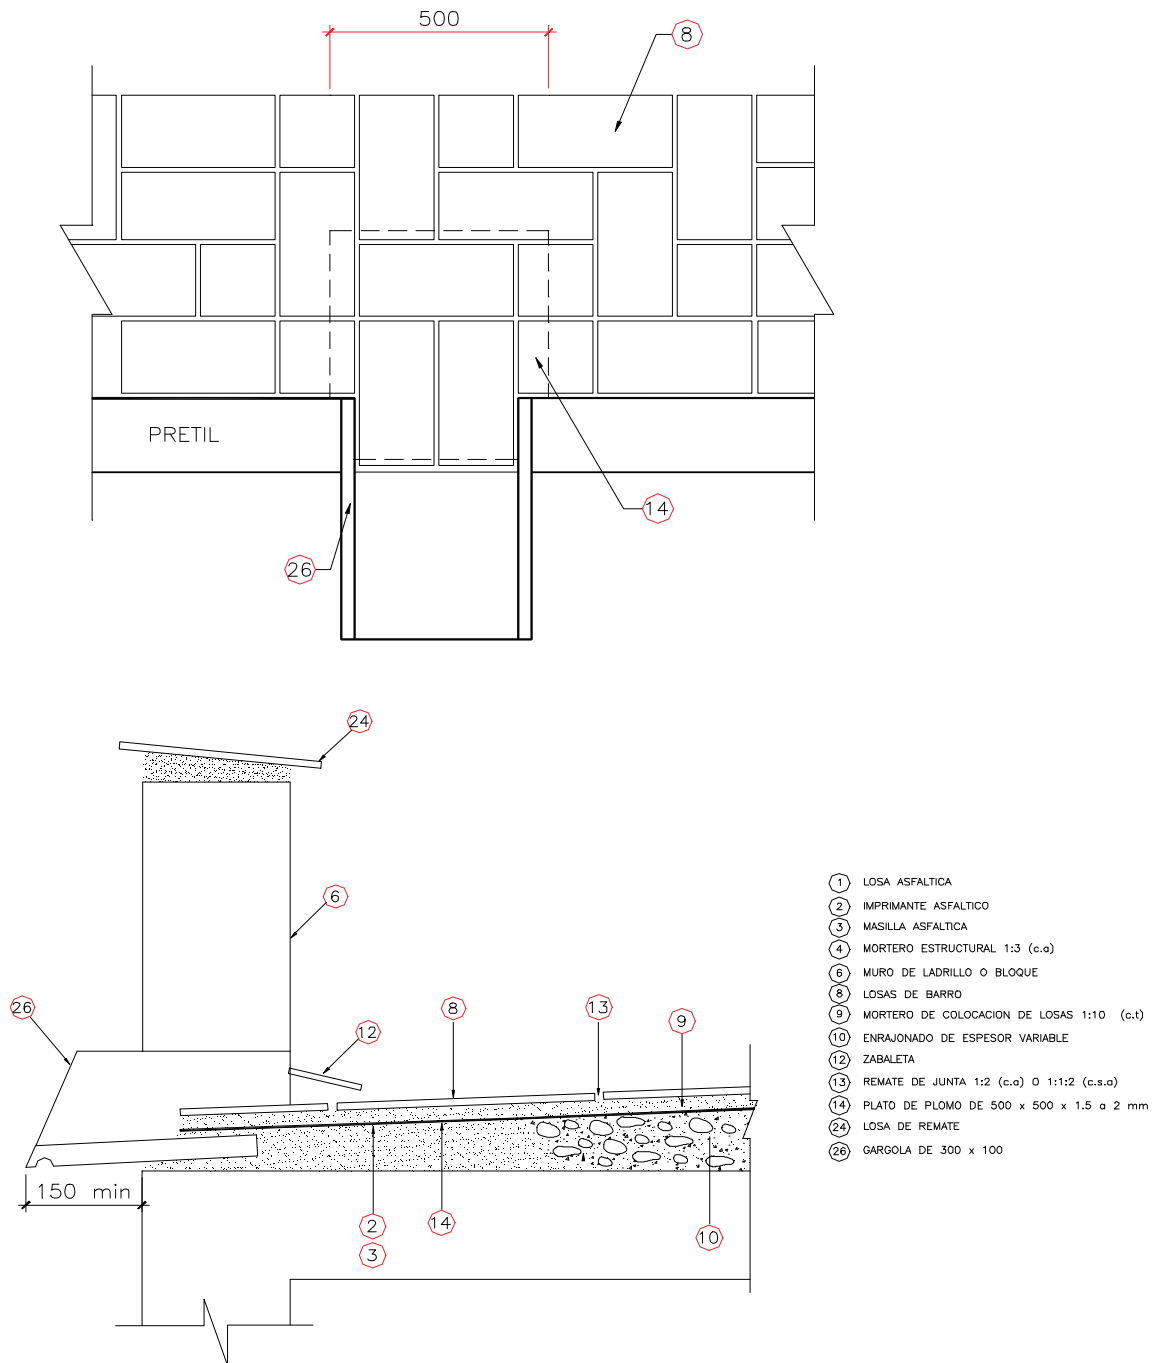 500
8
PRETIL
14
26
24
6
26
12
8
13
9
150 min
2
14
3
10
1 LOSA ASFALTICA
2 IMPRIMANTE ASFALTICO
3 MASILLA ASFALTICA
4 MORTERO ESTRUCTURAL 1:3 (c.a)
6 MURO DE LADRILLO O BLOQUE
8 LOSAS DE BARRO
9 MORTERO DE COLOCACION DE LOSAS 1:10 (c.t)
10 ENRAJONADO DE ESPESOR VARIABLE
12 ZABALETA
13 REMATE DE JUNTA 1:2 (c.a) O 1:1:2 (c.s.a)
14 PLATO DE PLOMO DE 500 x 500 x 1.5 a 2 mm
24 LOSA DE REMATE
26 GARGOLA DE 300 x 100